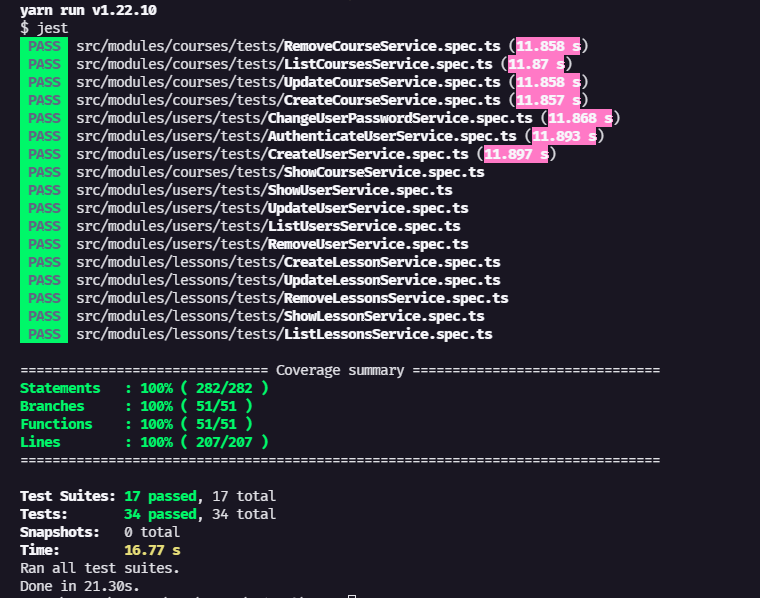 yarn run v1.22.10
$ jest
PASS src/modules/courses/tests/RemoveCourseService.spec.ts (11.858 s)
PASS src/modules/courses/tests/ListCoursesService.spec.ts (11.87 s)
PASS src/modules/courses/tests/UpdateCourseService.spec.ts (11.858 s)
PASS src/modules/courses/tests/CreateCourseService.spec.ts (11.857 s)
PASS src/modules/users/tests/ChangeUserPasswordService.spec.ts (11.868 s)
PASS src/modules/users/tests/AuthenticateUserService.spec.ts (11.893 s)
PASS src/modules/users/tests/CreateUserService.spec.ts (11.897 s)
PASS src/modules/courses/tests/ShowCourseService.spec.ts
PASS src/modules/users/tests/ShowUserService.spec.ts
PASS src/modules/users/tests/UpdateUserService.spec.ts
PASS src/modules/users/tests/ListUsersService.spec.ts
PASS src/modules/users/tests/RemoveUserService.spec.ts
PASS src/modules/lessons/tests/CreateLessonService.spec.ts
PASS src/modules/lessons/tests/UpdateLessonService.spec.ts
PASS src/modules/lessons/tests/RemoveLessonsService.spec.ts
PASS src/modules/lessons/tests/ShowLessonService.spec.ts
PASS src/modules/lessons/tests/ListLessonsService.spec.ts
=============================== Coverage summary ===============================
Statements : 100% ( 282/282 )
Branches : 100% ( 51/51 )
Functions : 100% ( 51/51 )
Lines : 100% ( 207/207 )
================================================================================
Test Suites: 17 passed, 17 total
Tests: 34 passed, 34 total
Snapshots: 0 total
Time: 16.77 s
Ran all test suites.
Done in 21.30s.